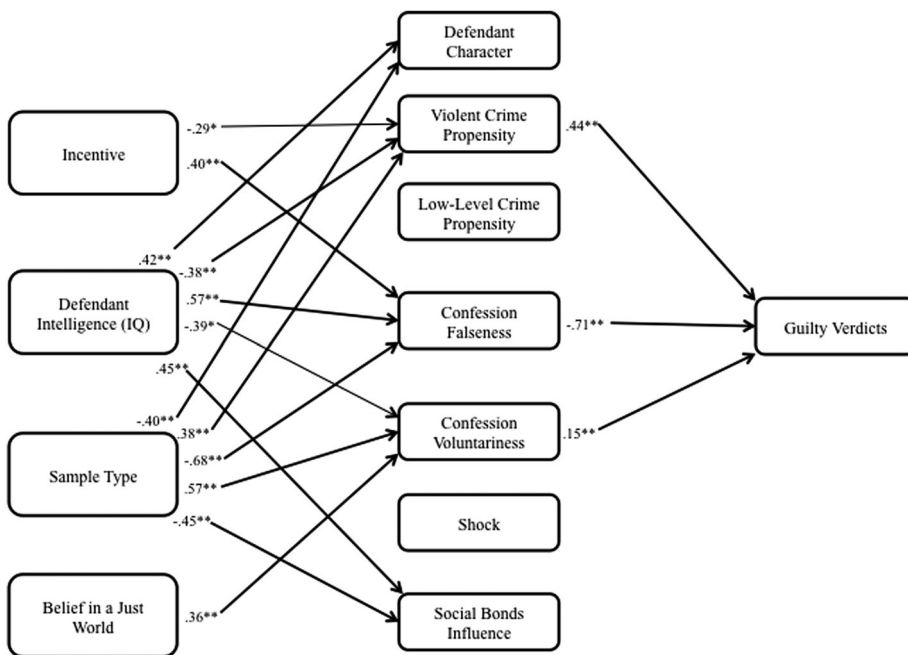 Defendant
Character
Incentive
-.29*
.40**
Violent Crime
Propensity
.44**
Low-Level Crime
Propensity
.42**
-.38**
Defendant
Intelligence (IQ)
.57**
-.39*
.45**
Confession
Falseness
-.71**
Guilty Verdicts
-.40**
.38**
Sample Type
-.68**
.57**
-.45**
Confession
Voluntariness
.15**
Shock
Belief in a Just
World
.36**
Social Bonds
Influence